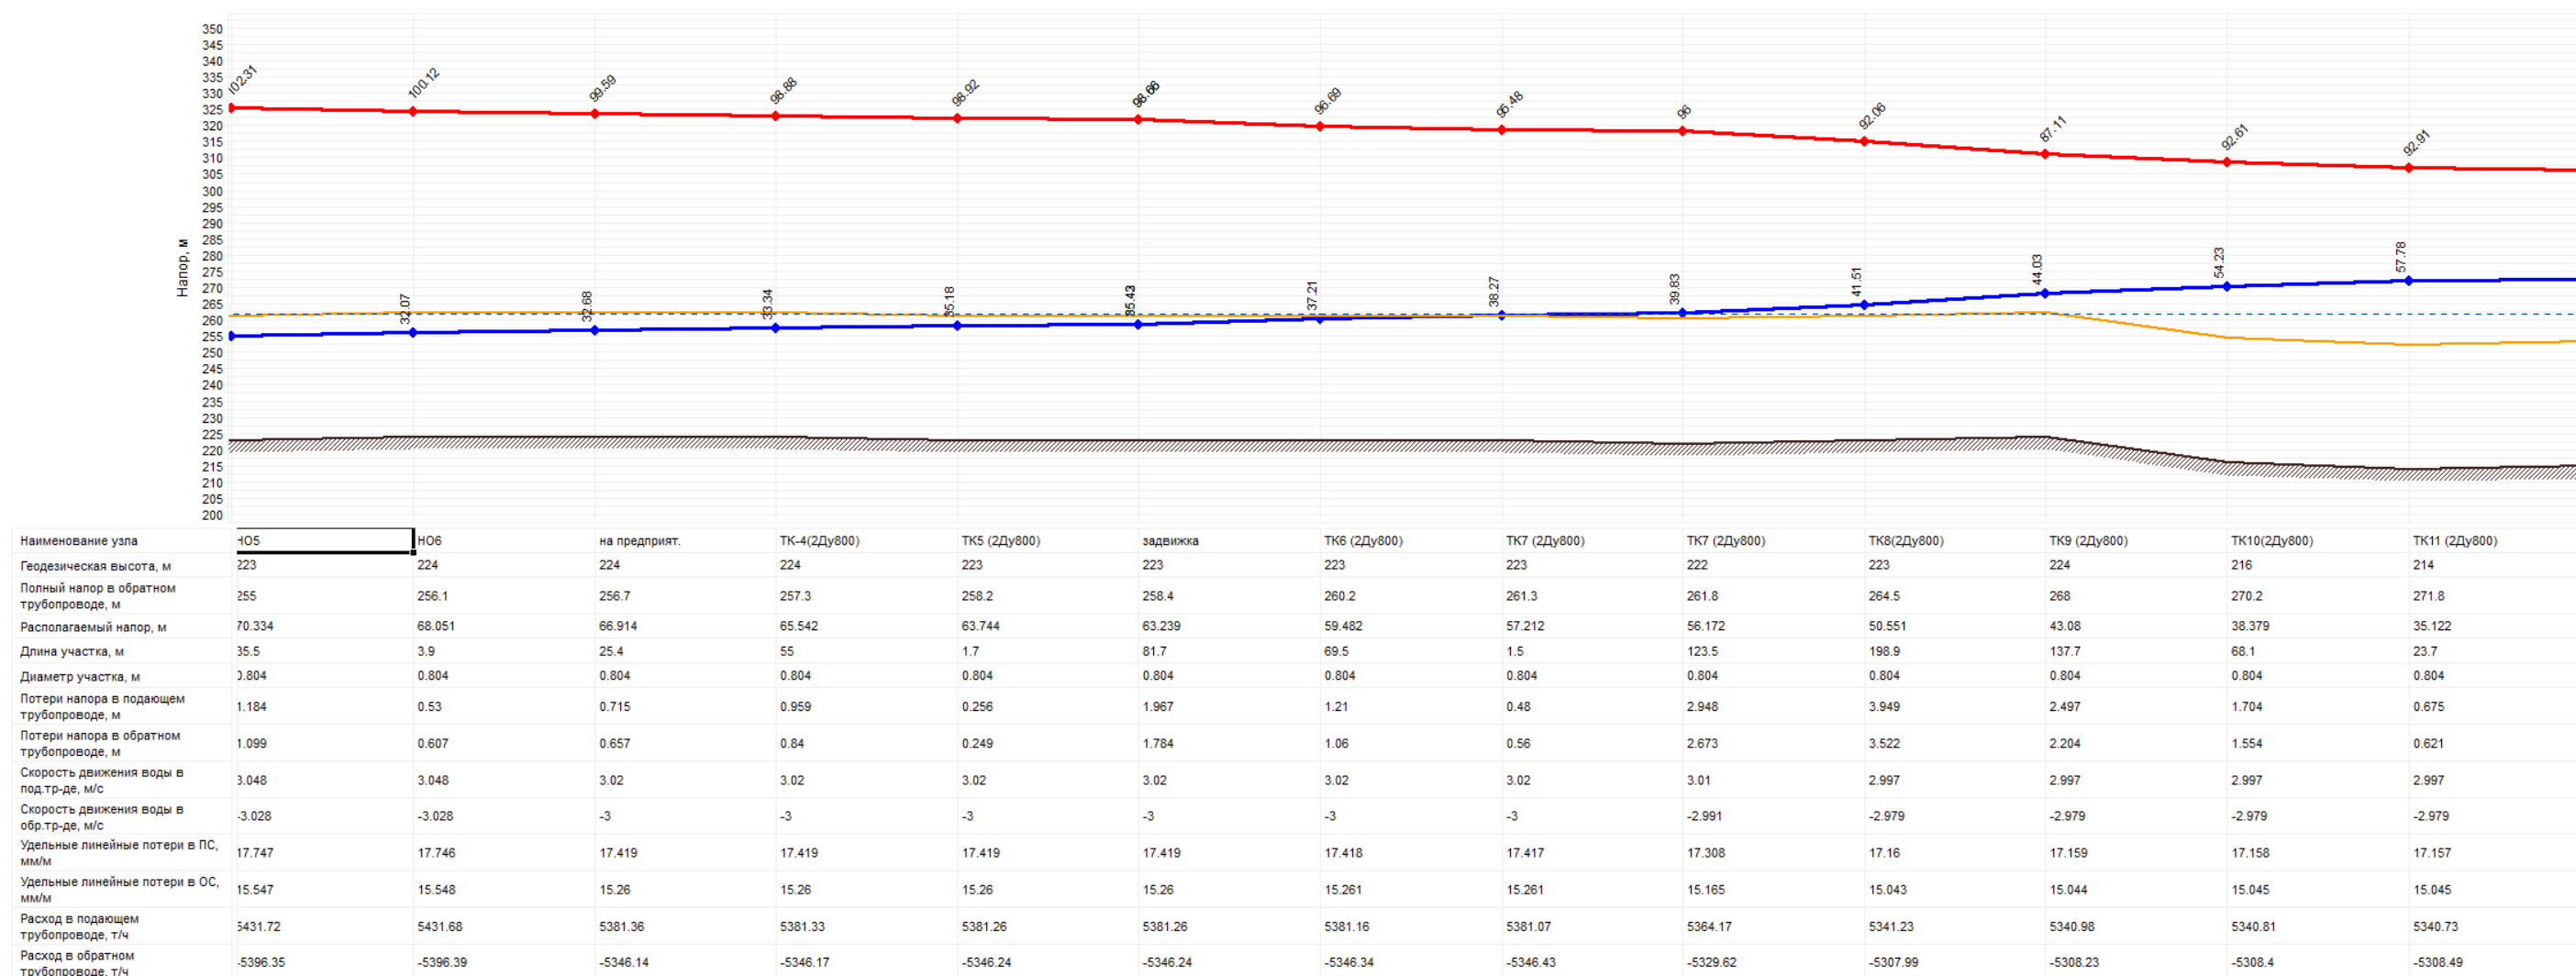 350
345
340
335
330
325
320
315
310
305
300
295
290
285
280
275
270
265
260
255
250
245
240
235
230
225
220
215
210
205
200
Напор, м
102.31 100.12 99.59 98.88 98.92 98.66 96.69 95.48 96 92.06 87.11 92.61 92.91
32.07 32.68 33.34 35.18 37.21 38.27 39.83 41.51 44.03 54.23 57.78
Наименование узла НО5 НО6 на предприят. ТК-4(2Ду800) ТК5 (2Ду800) задвижка ТК6 (2Ду800) ТК7 (2Ду800) ТК7 (2Ду800) ТК8(2Ду800) ТК9 (2Ду800) ТК10(2Ду800) ТК11 (2Ду800)
Геодезическая высота, м 223 224 224 224 223 223 223 223 222 223 224 216 214
Полный напор в обратном
трубопроводе, м 255 256.1 256.7 257.3 258.2 258.4 260.2 261.3 261.8 264.5 268 270.2 271.8
Располагаемый напор, м 70.334 68.051 66.914 65.542 63.744 63.239 59.482 57.212 56.172 50.551 43.08 38.379 35.122
Длина участка, м 35.5 3.9 25.4 55 1.7 81.7 69.5 1.5 123.5 198.9 137.7 68.1 23.7
Диаметр участка, м 0.804 0.804 0.804 0.804 0.804 0.804 0.804 0.804 0.804 0.804 0.804 0.804 0.804
Потери напора в подающем
трубопроводе, м 1.184 0.53 0.715 0.959 0.256 1.967 1.21 0.48 2.948 3.949 2.497 1.704 0.675
Потери напора в обратном
трубопроводе, м 1.099 0.607 0.657 0.84 0.249 1.784 1.06 0.56 2.673 3.522 2.204 1.554 0.621
Скорость движения воды в
под.тр-де, м/с 3.048 3.048 3.02 3.02 3.02 3.02 3.02 3.02 3.01 2.997 2.997 2.997 2.997
Скорость движения воды в
обр.тр-де, м/с -3.028 -3.028 -3 -3 -3 -3 -3 -3 -2.991 -2.979 -2.979 -2.979 -2.979
Удельные линейные потери в ПС,
мм/м 17.747 17.746 17.419 17.419 17.419 17.419 17.418 17.417 17.308 17.16 17.159 17.158 17.157
Удельные линейные потери в ОС,
мм/м 15.547 15.548 15.26 15.26 15.26 15.26 15.261 15.261 15.165 15.043 15.044 15.045 15.045
Расход в подающем
трубопроводе, т/ч 5431.72 5431.68 5381.36 5381.33 5381.26 5381.26 5381.16 5381.07 5364.17 5341.23 5340.98 5340.81 5340.73
Расход в обратном
трубопроводе, т/ч -5396.35 -5396.39 -5346.14 -5346.17 -5346.24 -5346.24 -5346.34 -5346.43 -5329.62 -5307.99 -5308.23 -5308.4 -5308.49